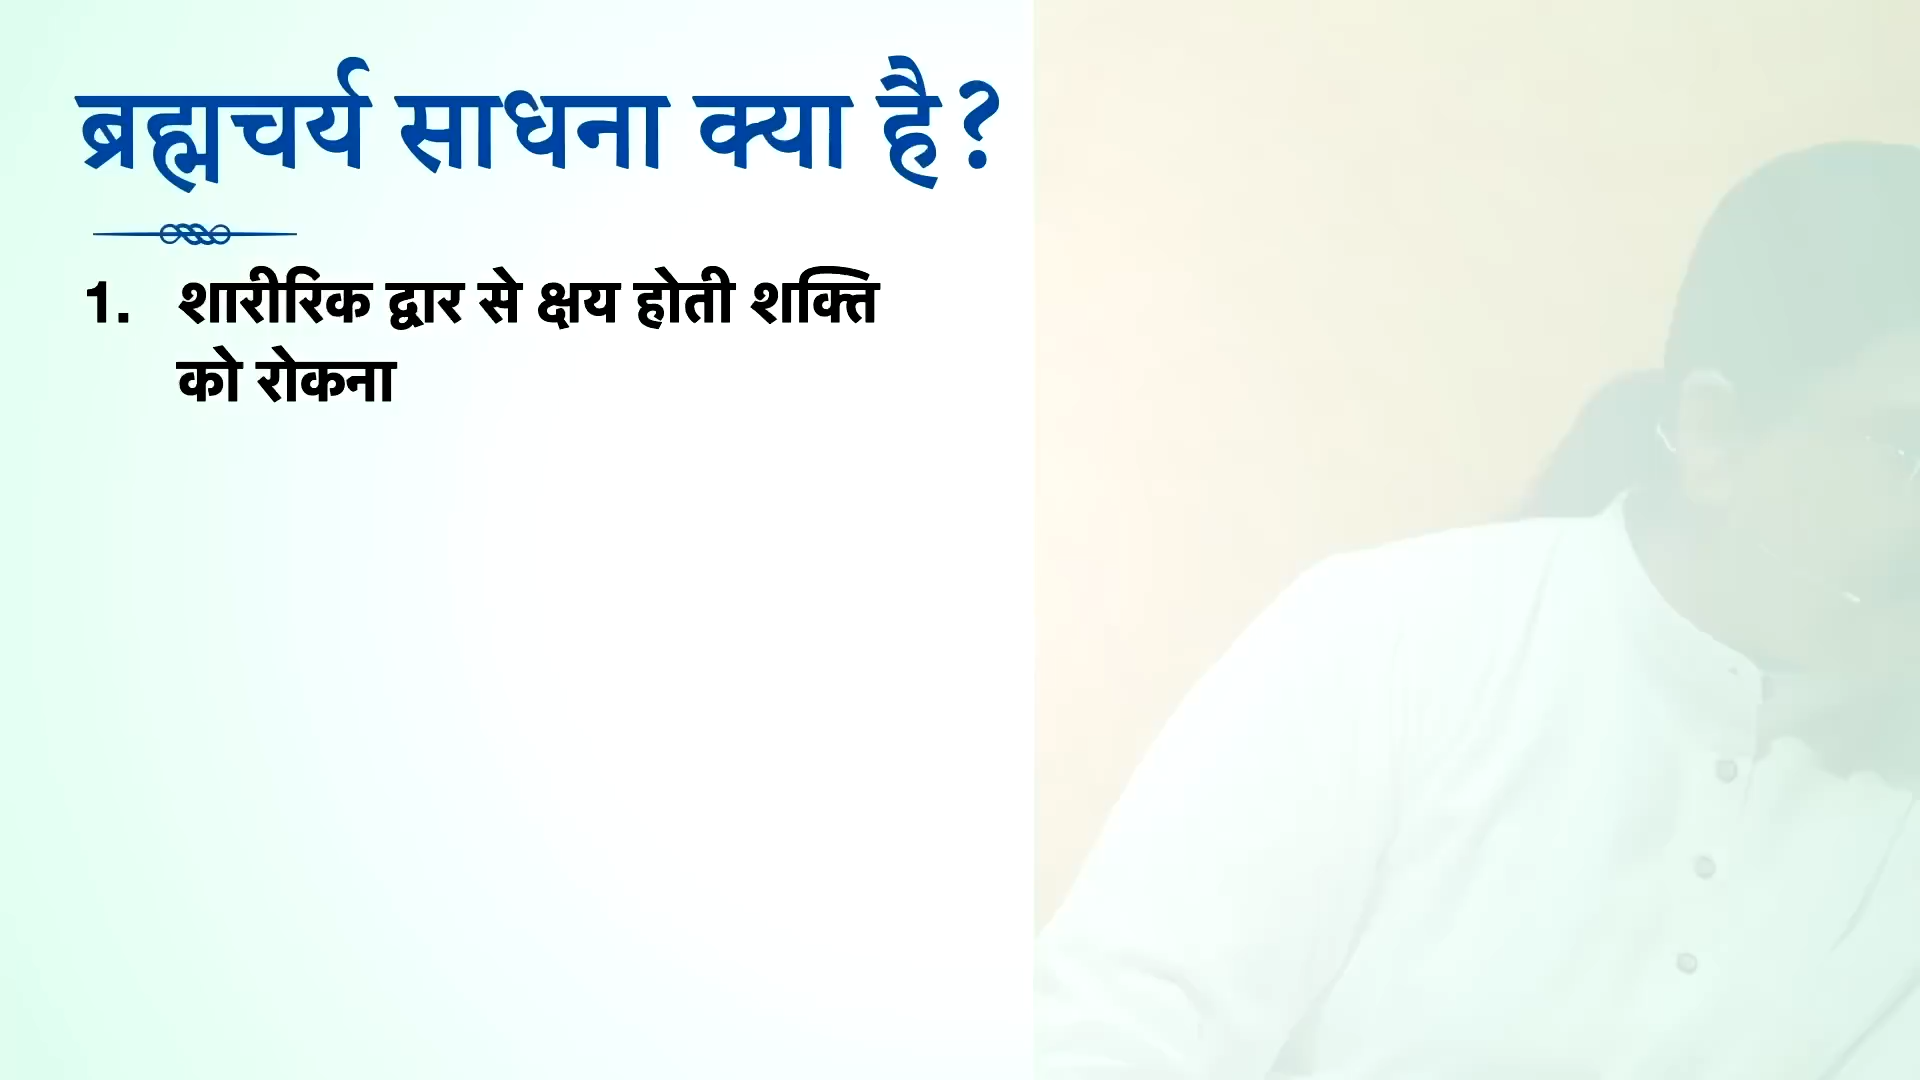 ब्रह्मचर्य साधना क्या है?
1. शारीरिक द्वार से क्षय होती शक्ति
को रोकना